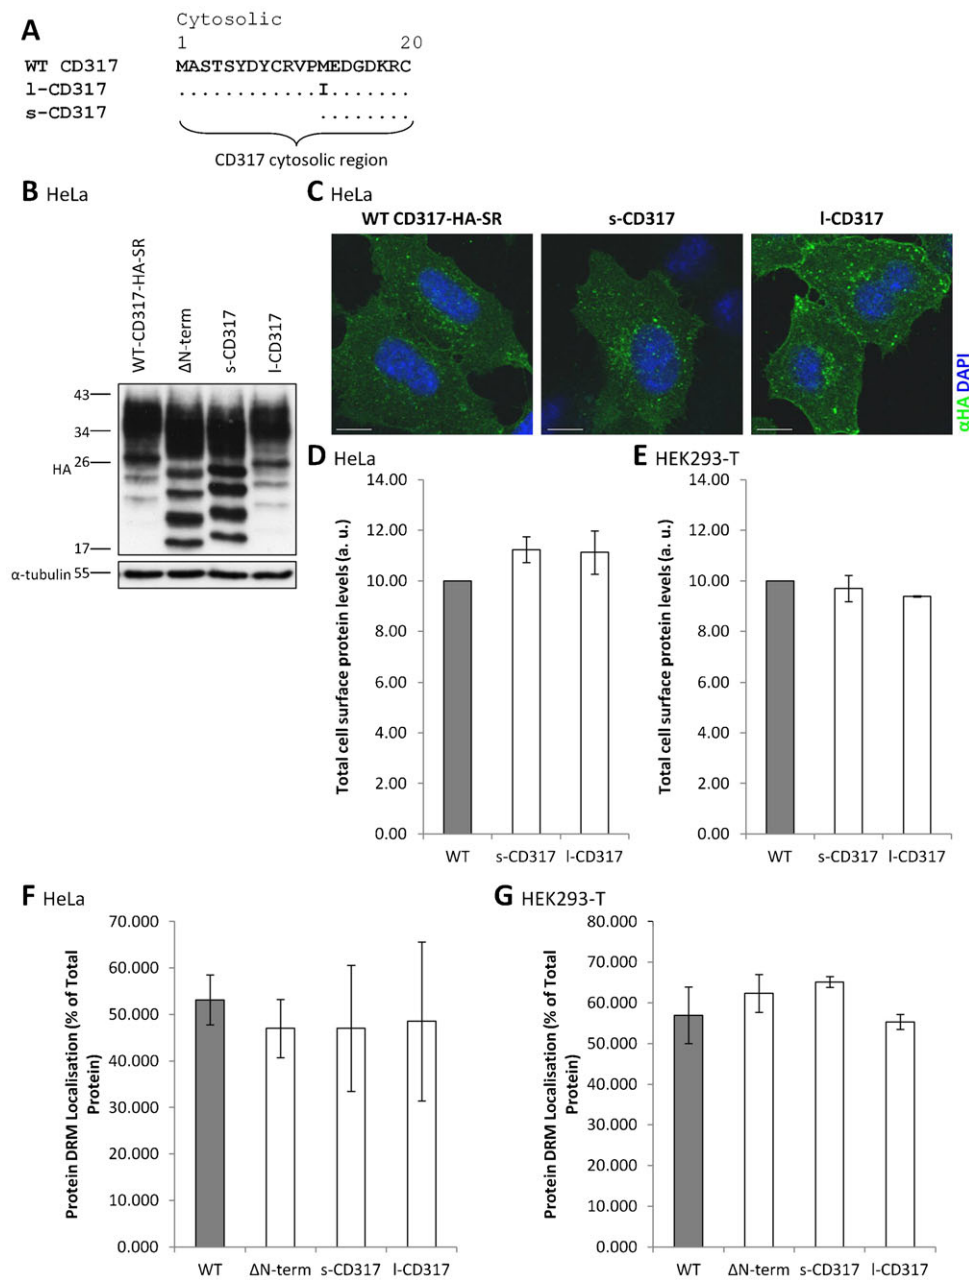 A
Cytosolic
1 20
WT CD317 MASTSYDYCRVPMEDGDKRC
l-CD317 ............I.......
s-CD317 ........
CD317 cytosolic region
B HeLa
WT-CD317-HA-SR
ΔN-term
s-CD317
l-CD317
43
34
26
HA
17
α-tubulin 55
C HeLa
WT CD317-HA-SR s-CD317 l-CD317
αHA DAPI
D HeLa
Total cell surface protein levels (a. u.)
14.00
12.00
10.00
8.00
6.00
4.00
2.00
0.00
WT s-CD317 l-CD317
E HEK293-T
Total cell surface protein levels (a. u.)
14.00
12.00
10.00
8.00
6.00
4.00
2.00
0.00
WT s-CD317 l-CD317
F HeLa
Protein DRM Localisation (% of Total
Protein)
70.000
60.000
50.000
40.000
30.000
20.000
10.000
0.000
WT ΔN-term s-CD317 l-CD317
G HEK293-T
Protein DRM Localisation (% of Total
Protein)
80.000
70.000
60.000
50.000
40.000
30.000
20.000
10.000
0.000
WT ΔN-term s-CD317 l-CD317